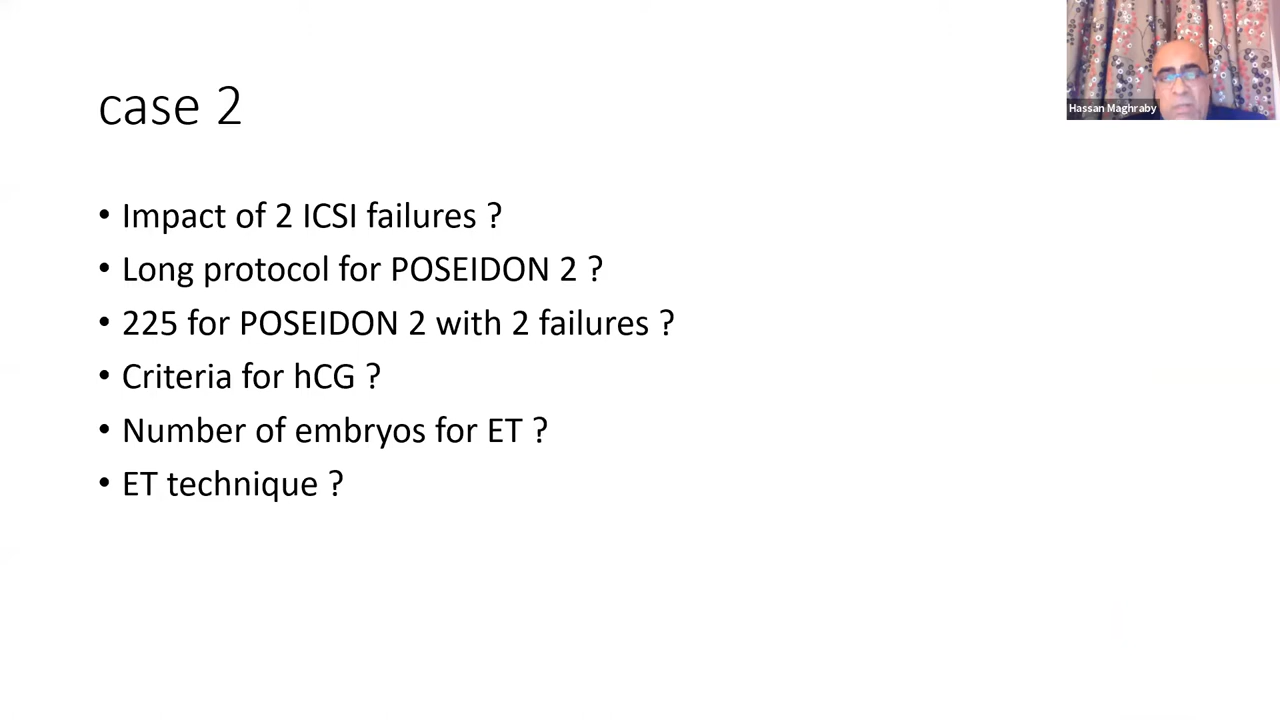 case 2
Hassan Maghraby
• Impact of 2 ICSI failures ?
• Long protocol for POSEIDON 2 ?
• 225 for POSEIDON 2 with 2 failures ?
• Criteria for hCG ?
• Number of embryos for ET ?
• ET technique ?